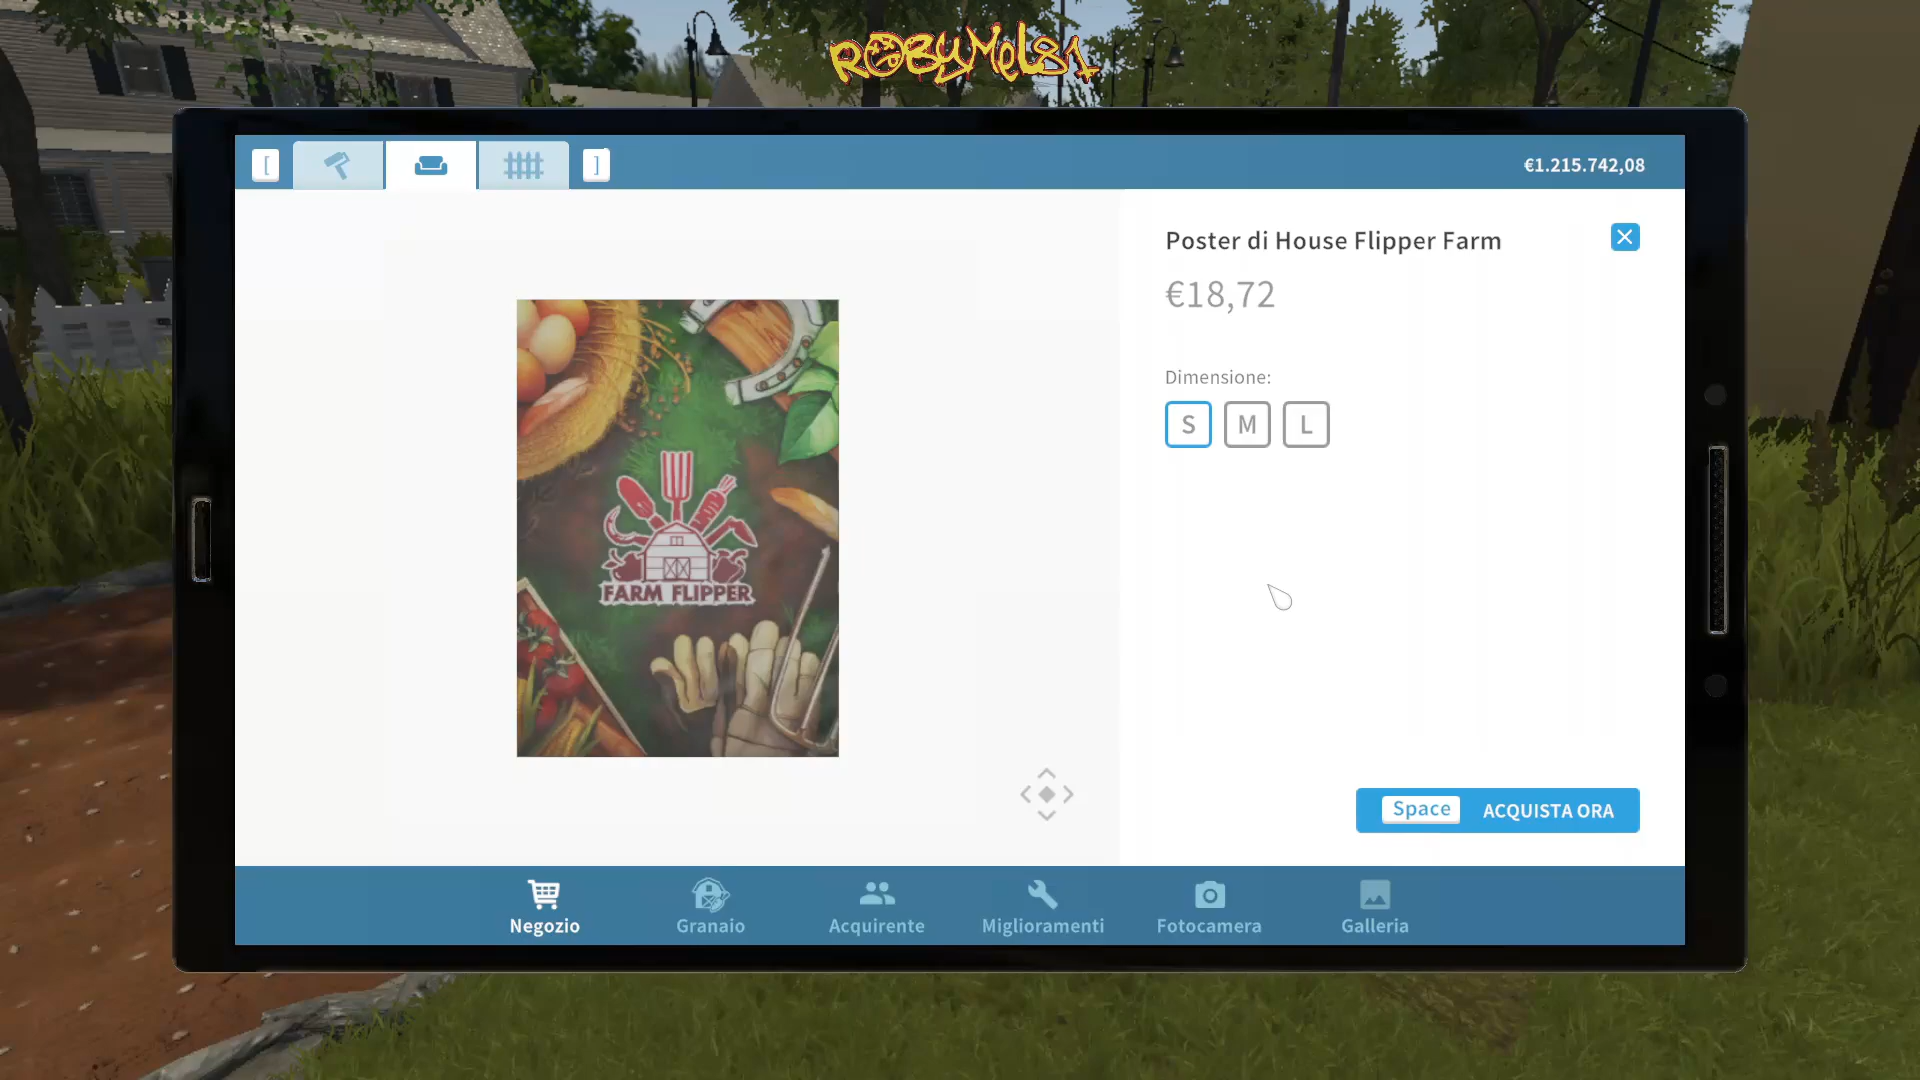 ROBYMEL81
[
]
€1.215.742,08
Poster di House Flipper Farm
€18,72
Dimensione:
S M L
FARM FLIPPER
Space ACQUISTA ORA
Negozio Granaio Acquirente Miglioramenti Fotocamera Galleria